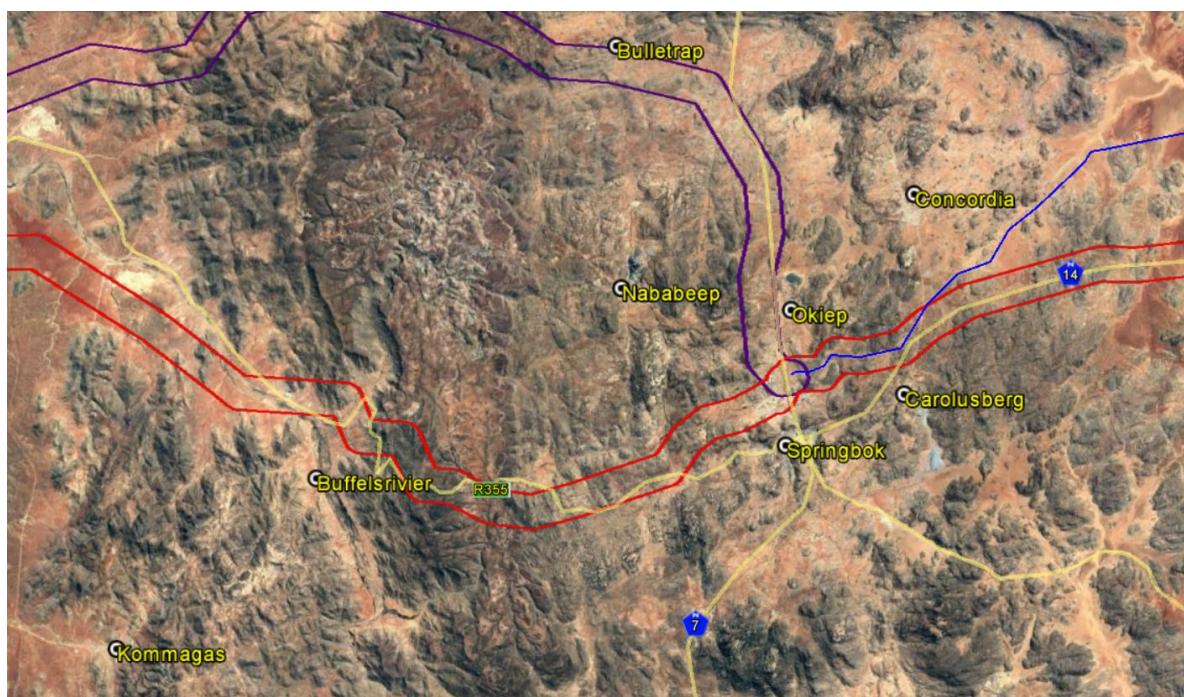 Bulletrap
Concordia
N
14
Nababeep
Okiep
Carolusberg
Springbok
Buffelsrivier
R355
N
7
Kommagas